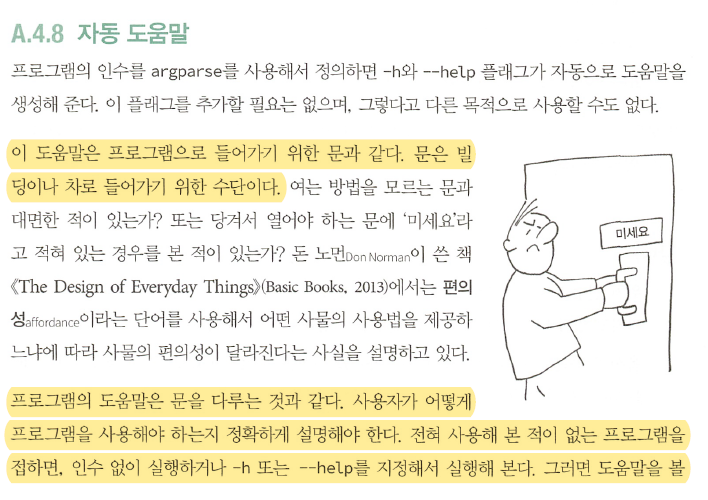 A.4.8 자동 도움말
프로그램의 인수를 argparse를 사용해서 정의하면 -h와 --help 플래그가 자동으로 도움말을
생성해 준다. 이 플래그를 추가할 필요는 없으며, 그렇다고 다른 목적으로 사용할 수도 없다.
이 도움말은 프로그램으로 들어가기 위한 문과 같다. 문은 빌
딩이나 차로 들어가기 위한 수단이다. 여는 방법을 모르는 문과
대면한 적이 있는가? 또는 당겨서 열어야 하는 문에 ‘미세요’라
고 적혀 있는 경우를 본 적이 있는가? 돈 노먼Don Norman이 쓴 책
《The Design of Everyday Things》(Basic Books, 2013)에서는 편의
성affordance이라는 단어를 사용해서 어떤 사물의 사용법을 제공하
느냐에 따라 사물의 편의성이 달라진다는 사실을 설명하고 있다.
미세요
프로그램의 도움말은 문을 다루는 것과 같다. 사용자가 어떻게
프로그램을 사용해야 하는지 정확하게 설명해야 한다. 전혀 사용해 본 적이 없는 프로그램을
접하면, 인수 없이 실행하거나 -h 또는 --help를 지정해서 실행해 본다. 그러면 도움말을 볼